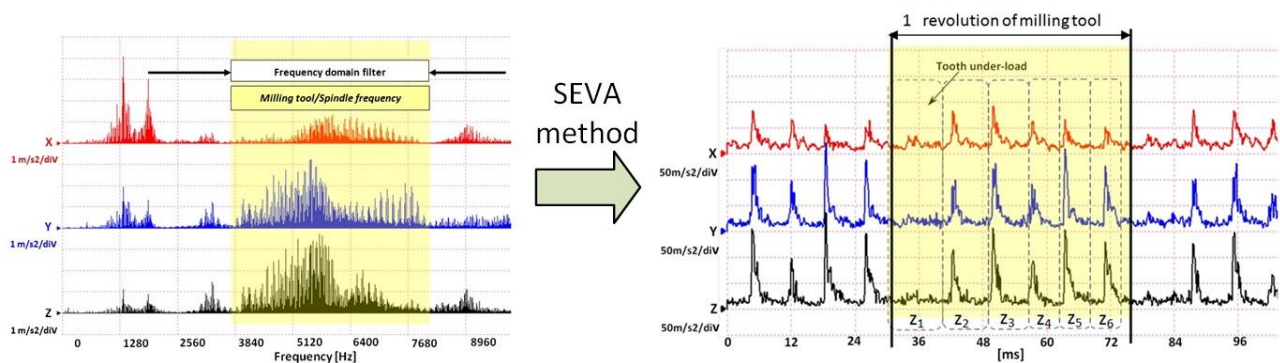 Frequency domain filter
Milling tool/Spindle frequency
X
1 m/s2/diV
Y
1 m/s2/diV
Z
1 m/s2/diV
0 1280 2560 3840 5120 6400 7680 8960
Frequency [Hz]
SEVA
method
1 revolution of milling tool
Tooth under-load
X
50m/s2/diV
Y
50m/s2/diV
Z
50m/s2/diV
Z1 Z2 Z3 Z4 Z5 Z6
0 12 24 36 48 60 72 84 96
[ms]